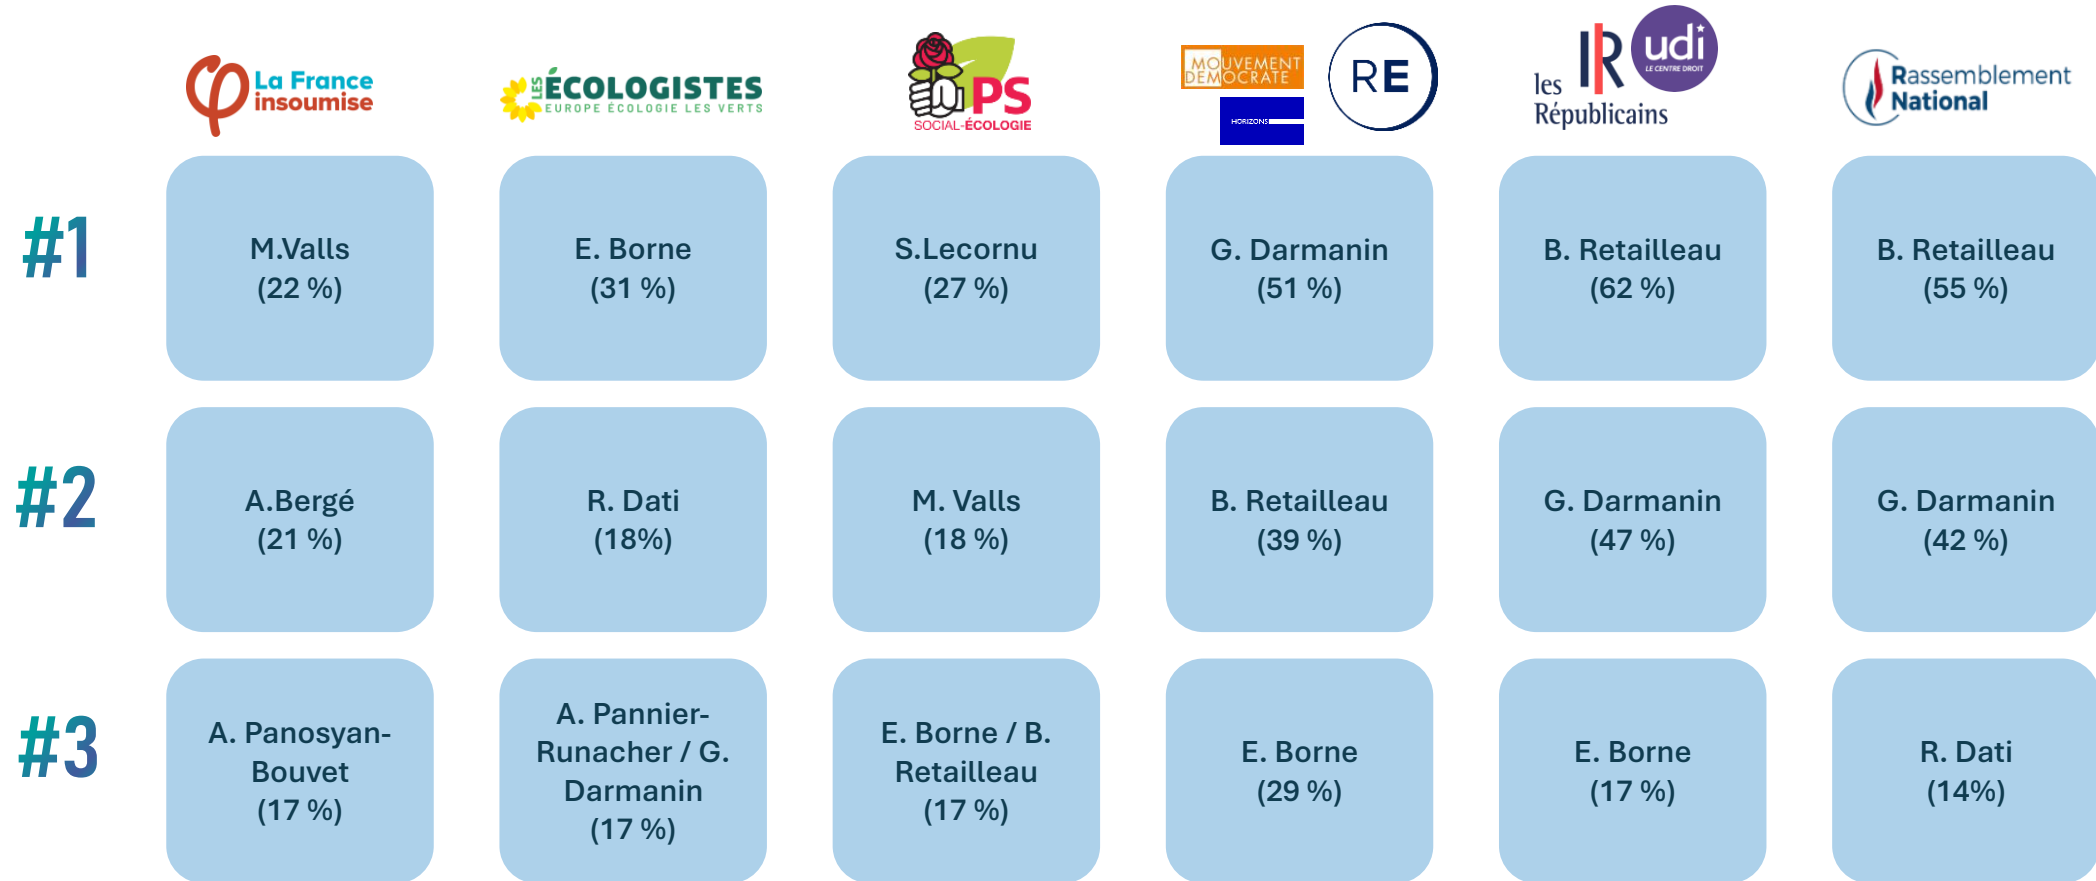 La France
insoumise
LES ÉCOLOGISTES
EUROPE ÉCOLOGIE LES VERTS
PS
SOCIAL-ÉCOLOGIE
MOUVEMENT
DEMOCRATE
HORIZONS
RE
lR
les
Républicains
udi
LE CENTRE DROIT
Rassemblement
National
#1
M.Valls
(22 %)
E. Borne
(31 %)
S.Lecornu
(27 %)
G. Darmanin
(51 %)
B. Retailleau
(62 %)
B. Retailleau
(55 %)
#2
A.Bergé
(21 %)
R. Dati
(18%)
M. Valls
(18 %)
B. Retailleau
(39 %)
G. Darmanin
(47 %)
G. Darmanin
(42 %)
#3
A. Panosyan-
Bouvet
(17 %)
A. Pannier-
Runacher / G.
Darmanin
(17 %)
E. Borne / B.
Retailleau
(17 %)
E. Borne
(29 %)
E. Borne
(17 %)
R. Dati
(14%)